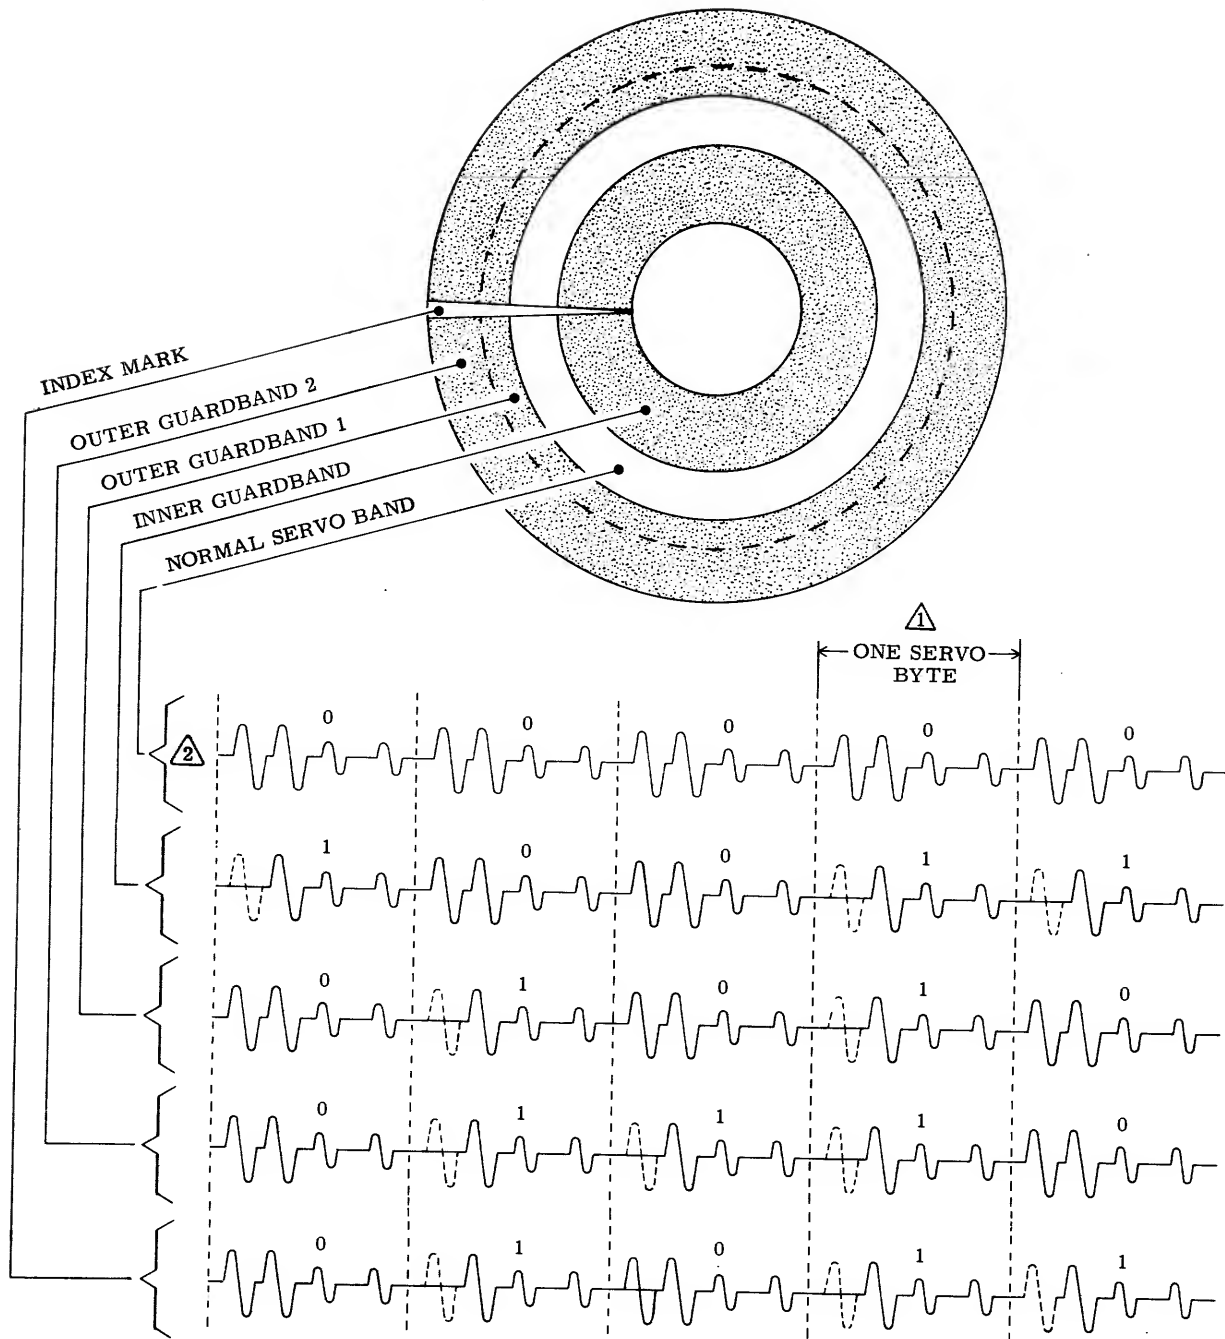 INDEX MARK
OUTER GUARDBAND 2
OUTER GUARDBAND 1
INNER GUARDBAND
NORMAL SERVO BAND
1
ONE SERVO
BYTE
2
0 0 0 0 0
1 0 0 1 1
0 1 0 1 0
0 1 1 1 0
0 1 0 1 1